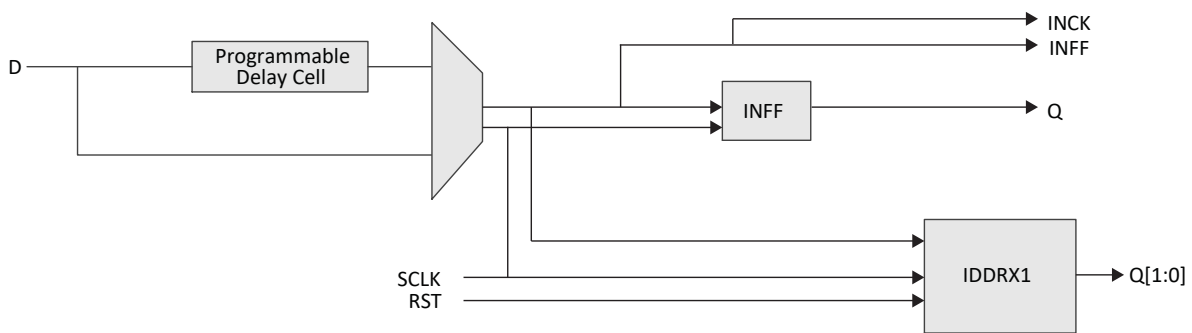 INCK
INFF
D
Programmable
Delay Cell
INFF
Q
SCLK
RST
IDDRX1
Q[1:0]